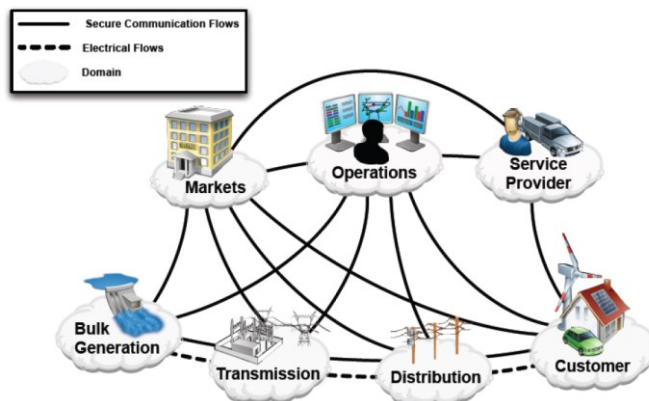 Secure Communication Flows
Electrical Flows
Domain
Markets
Operations
Service
Provider
Bulk
Generation
Transmission
Distribution
Customer